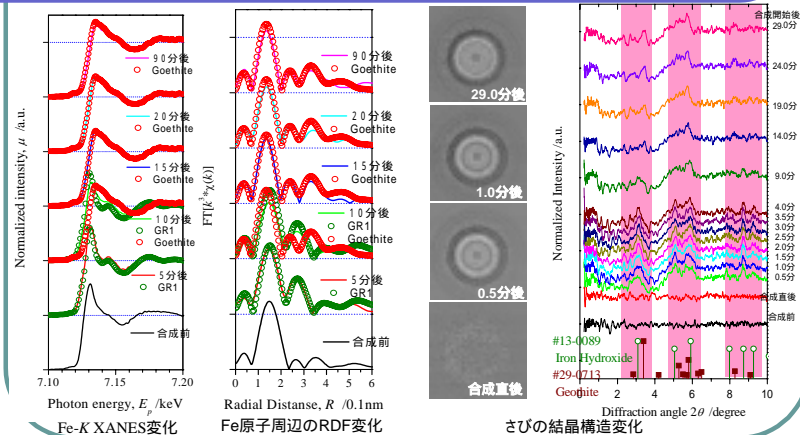 Normalized intensity, μ /a.u.
90分後
Goethite
20分後
Goethite
15分後
Goethite
10分後
GR1
Goethite
5分後
GR1
合成前
7.10 7.15 7.20
Photon energy, Ep /keV
Fe-K XANES変化
FT[k³*χ(k)]
90分後
Goethite
20分後
Goethite
15分後
Goethite
10分後
GR1
Goethite
5分後
GR1
合成前
0 1 2 3 4 5 6
Radial Distanse, R /0.1nm
Fe原子周辺のRDF変化
29.0分後
1.0分後
0.5分後
合成直後
Normalized Intensity /a.u.
合成開始後
29.0分
24.0分
19.0分
14.0分
9.0分
4.0分
3.5分
3.0分
2.5分
2.0分
1.5分
1.0分
0.5分
合成直後
合成前
#13-0089
Iron Hydroxide
#29-0713
Goethite
0 2 4 6 8 10
Diffraction angle 2θ /degree
さびの結晶構造変化